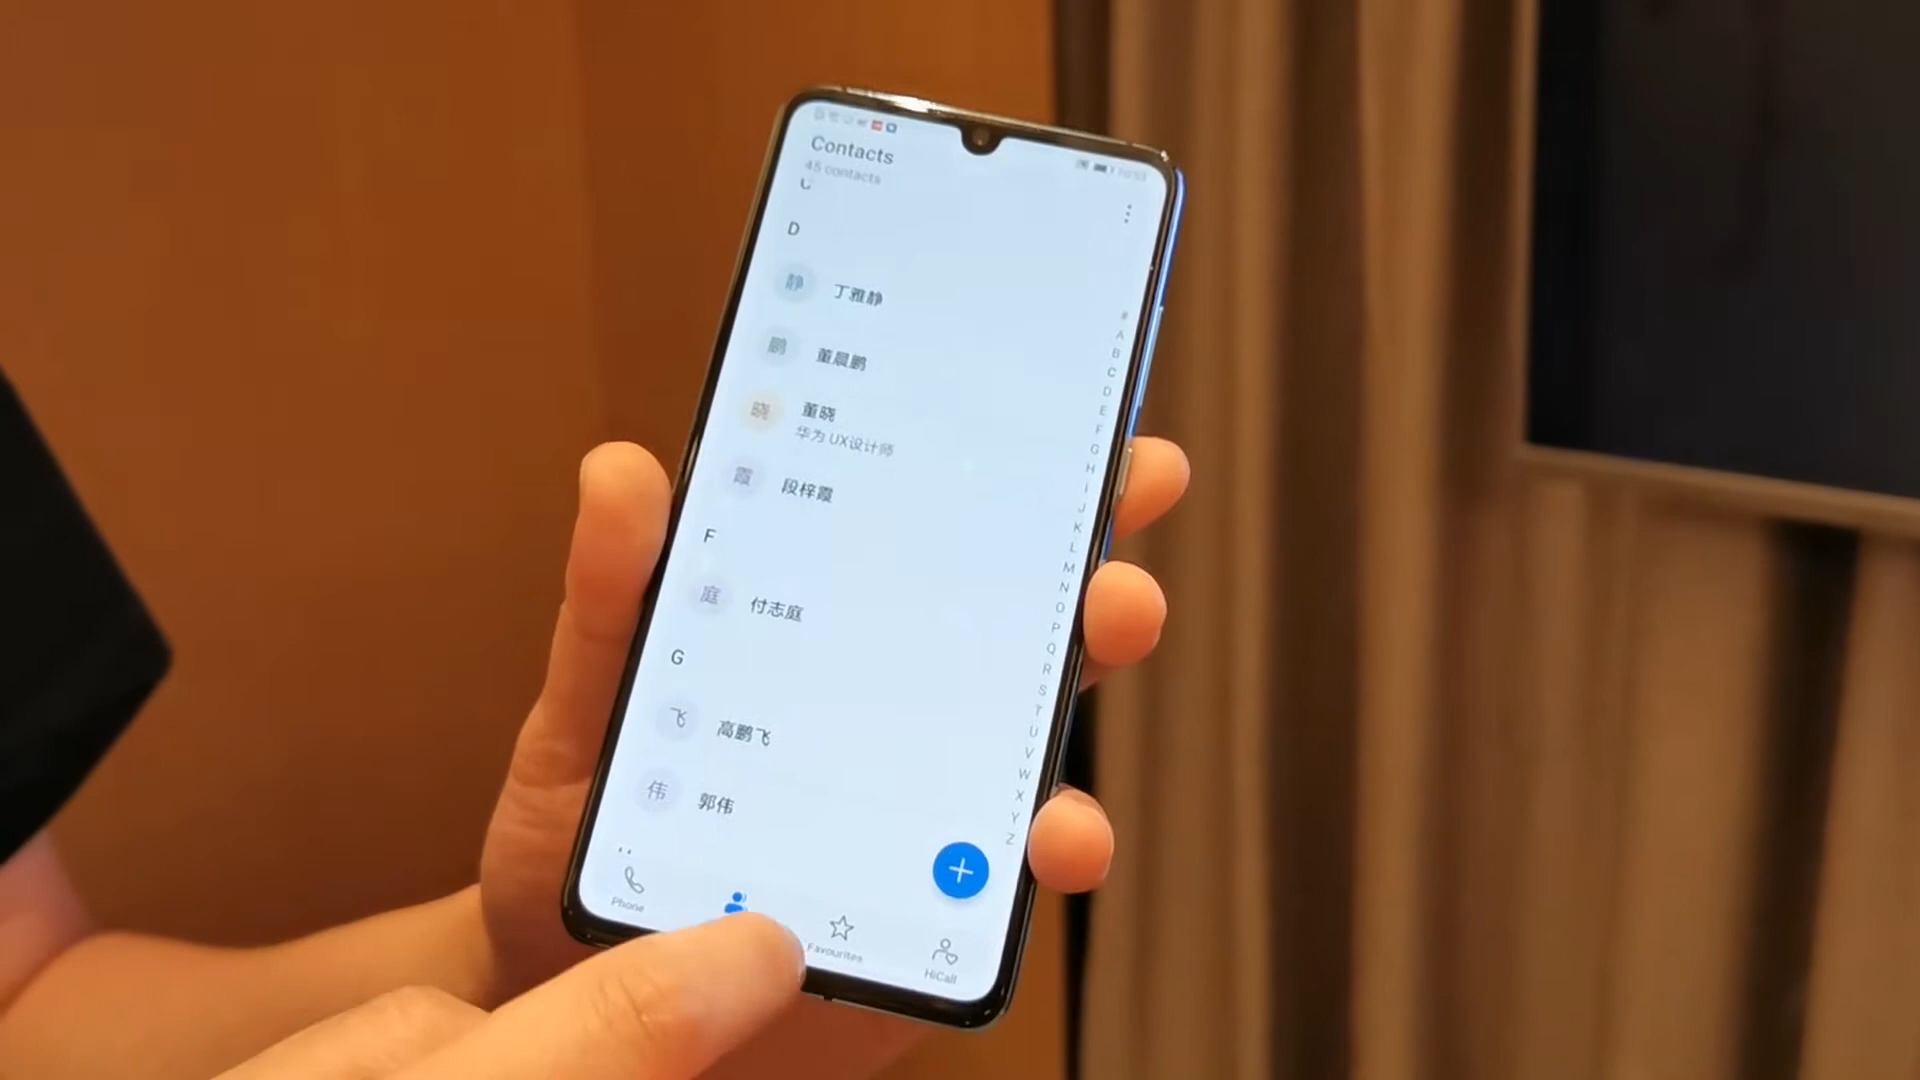 Contacts
45 contacts
D
静 丁雅静
鹏 董晨鹏
晓 董晓
华为 UX设计师
霞 段梓霞
F
庭 付志庭
G
飞 高鹏飞
伟 郭伟
#
A
B
C
D
E
F
G
H
I
J
K
L
M
N
O
P
Q
R
S
T
U
V
W
X
Y
Z
Phone
Favourites
HiCall